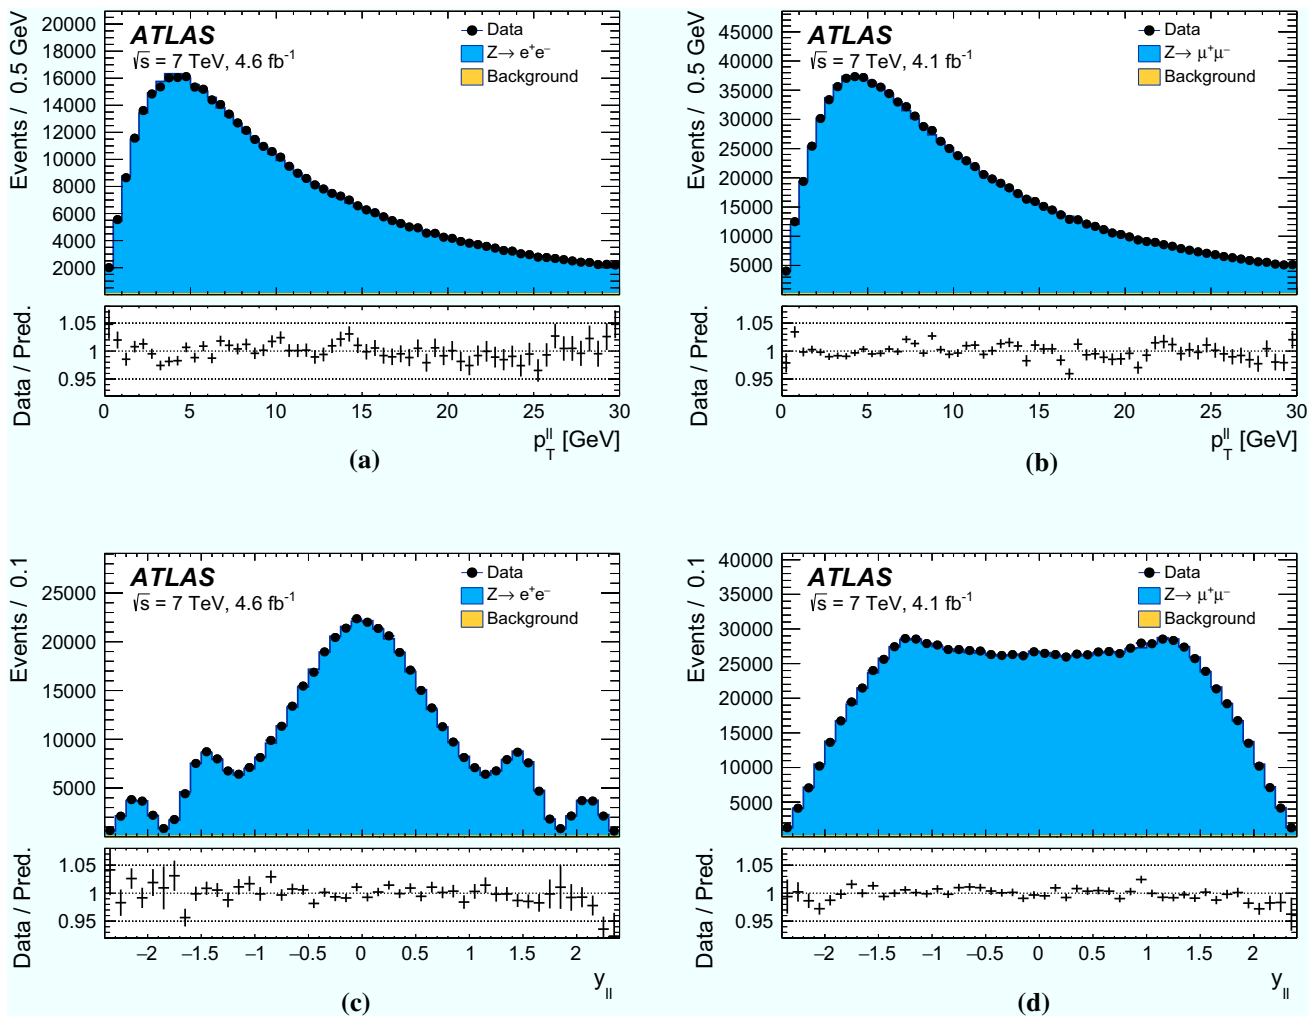 ATLAS
√s = 7 TeV, 4.6 fb⁻¹
Data
Z→ e⁺e⁻
Background
Events / 0.5 GeV
20000
18000
16000
14000
12000
10000
8000
6000
4000
2000
Data / Pred.
1.05
1
0.95
0 5 10 15 20 25 30
p_T^ll [GeV]
(a)
ATLAS
√s = 7 TeV, 4.1 fb⁻¹
Data
Z→ μ⁺μ⁻
Background
Events / 0.5 GeV
45000
40000
35000
30000
25000
20000
15000
10000
5000
Data / Pred.
1.05
1
0.95
0 5 10 15 20 25 30
p_T^ll [GeV]
(b)
ATLAS
√s = 7 TeV, 4.6 fb⁻¹
Data
Z→ e⁺e⁻
Background
Events / 0.1
25000
20000
15000
10000
5000
Data / Pred.
1.05
1
0.95
−2 −1.5 −1 −0.5 0 0.5 1 1.5 2
y_ll
(c)
ATLAS
√s = 7 TeV, 4.1 fb⁻¹
Data
Z→ μ⁺μ⁻
Background
Events / 0.1
40000
35000
30000
25000
20000
15000
10000
5000
Data / Pred.
1.05
1
0.95
−2 −1.5 −1 −0.5 0 0.5 1 1.5 2
y_ll
(d)